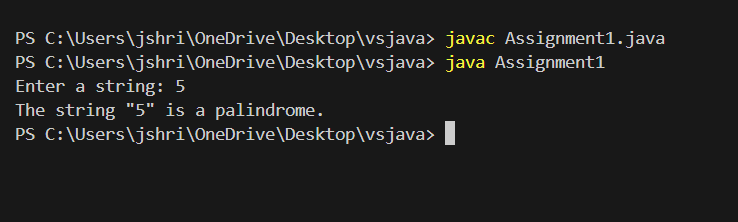 PS C:\Users\jshri\OneDrive\Desktop\vsjava> javac Assignment1.java
PS C:\Users\jshri\OneDrive\Desktop\vsjava> java Assignment1
Enter a string: 5
The string "5" is a palindrome.
PS C:\Users\jshri\OneDrive\Desktop\vsjava>